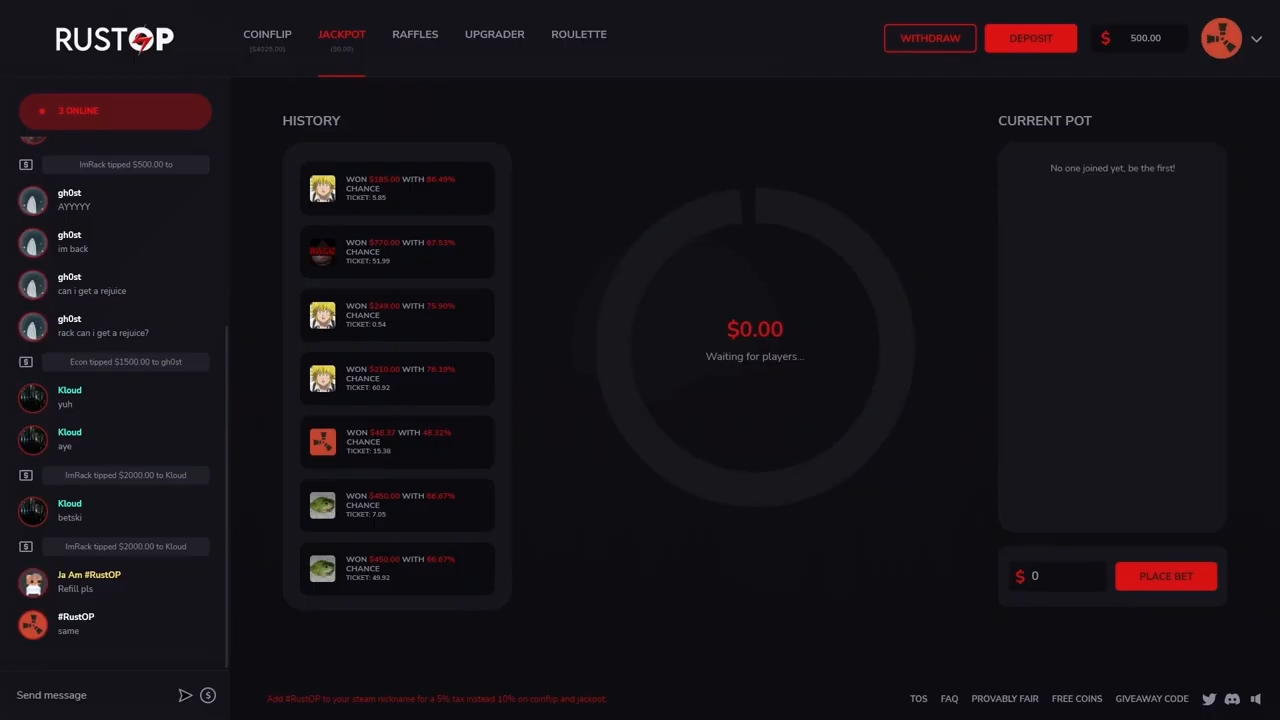 RUSTOP
COINFLIP
($4025.00)
JACKPOT
($0.00)
RAFFLES
UPGRADER
ROULETTE
WITHDRAW
DEPOSIT
$ 500.00
3 ONLINE
ImRack tipped $500.00 to
gh0st
AYYYYY
gh0st
im back
gh0st
can i get a rejuice
gh0st
rack can i get a rejuice?
Econ tipped $1500.00 to gh0st
Kloud
yuh
Kloud
aye
ImRack tipped $2000.00 to Kloud
Kloud
betski
ImRack tipped $2000.00 to Kloud
Ja Am #RustOP
Refill pls
#RustOP
same
Send message
HISTORY
WON $185.00 WITH 86.49%
CHANCE
TICKET: 5.85
WON $770.00 WITH 67.53%
CHANCE
TICKET: 51.99
WON $249.00 WITH 75.90%
CHANCE
TICKET: 0.54
WON $210.00 WITH 76.19%
CHANCE
TICKET: 60.92
WON $48.37 WITH 48.32%
CHANCE
TICKET: 15.38
WON $450.00 WITH 66.67%
CHANCE
TICKET: 7.05
WON $450.00 WITH 66.67%
CHANCE
TICKET: 49.92
$0.00
Waiting for players...
CURRENT POT
No one joined yet, be the first!
$ 0
PLACE BET
Add #RustOP to your steam nickname for a 5% tax instead 10% on coinflip and jackpot.
TOS
FAQ
PROVABLY FAIR
FREE COINS
GIVEAWAY CODE